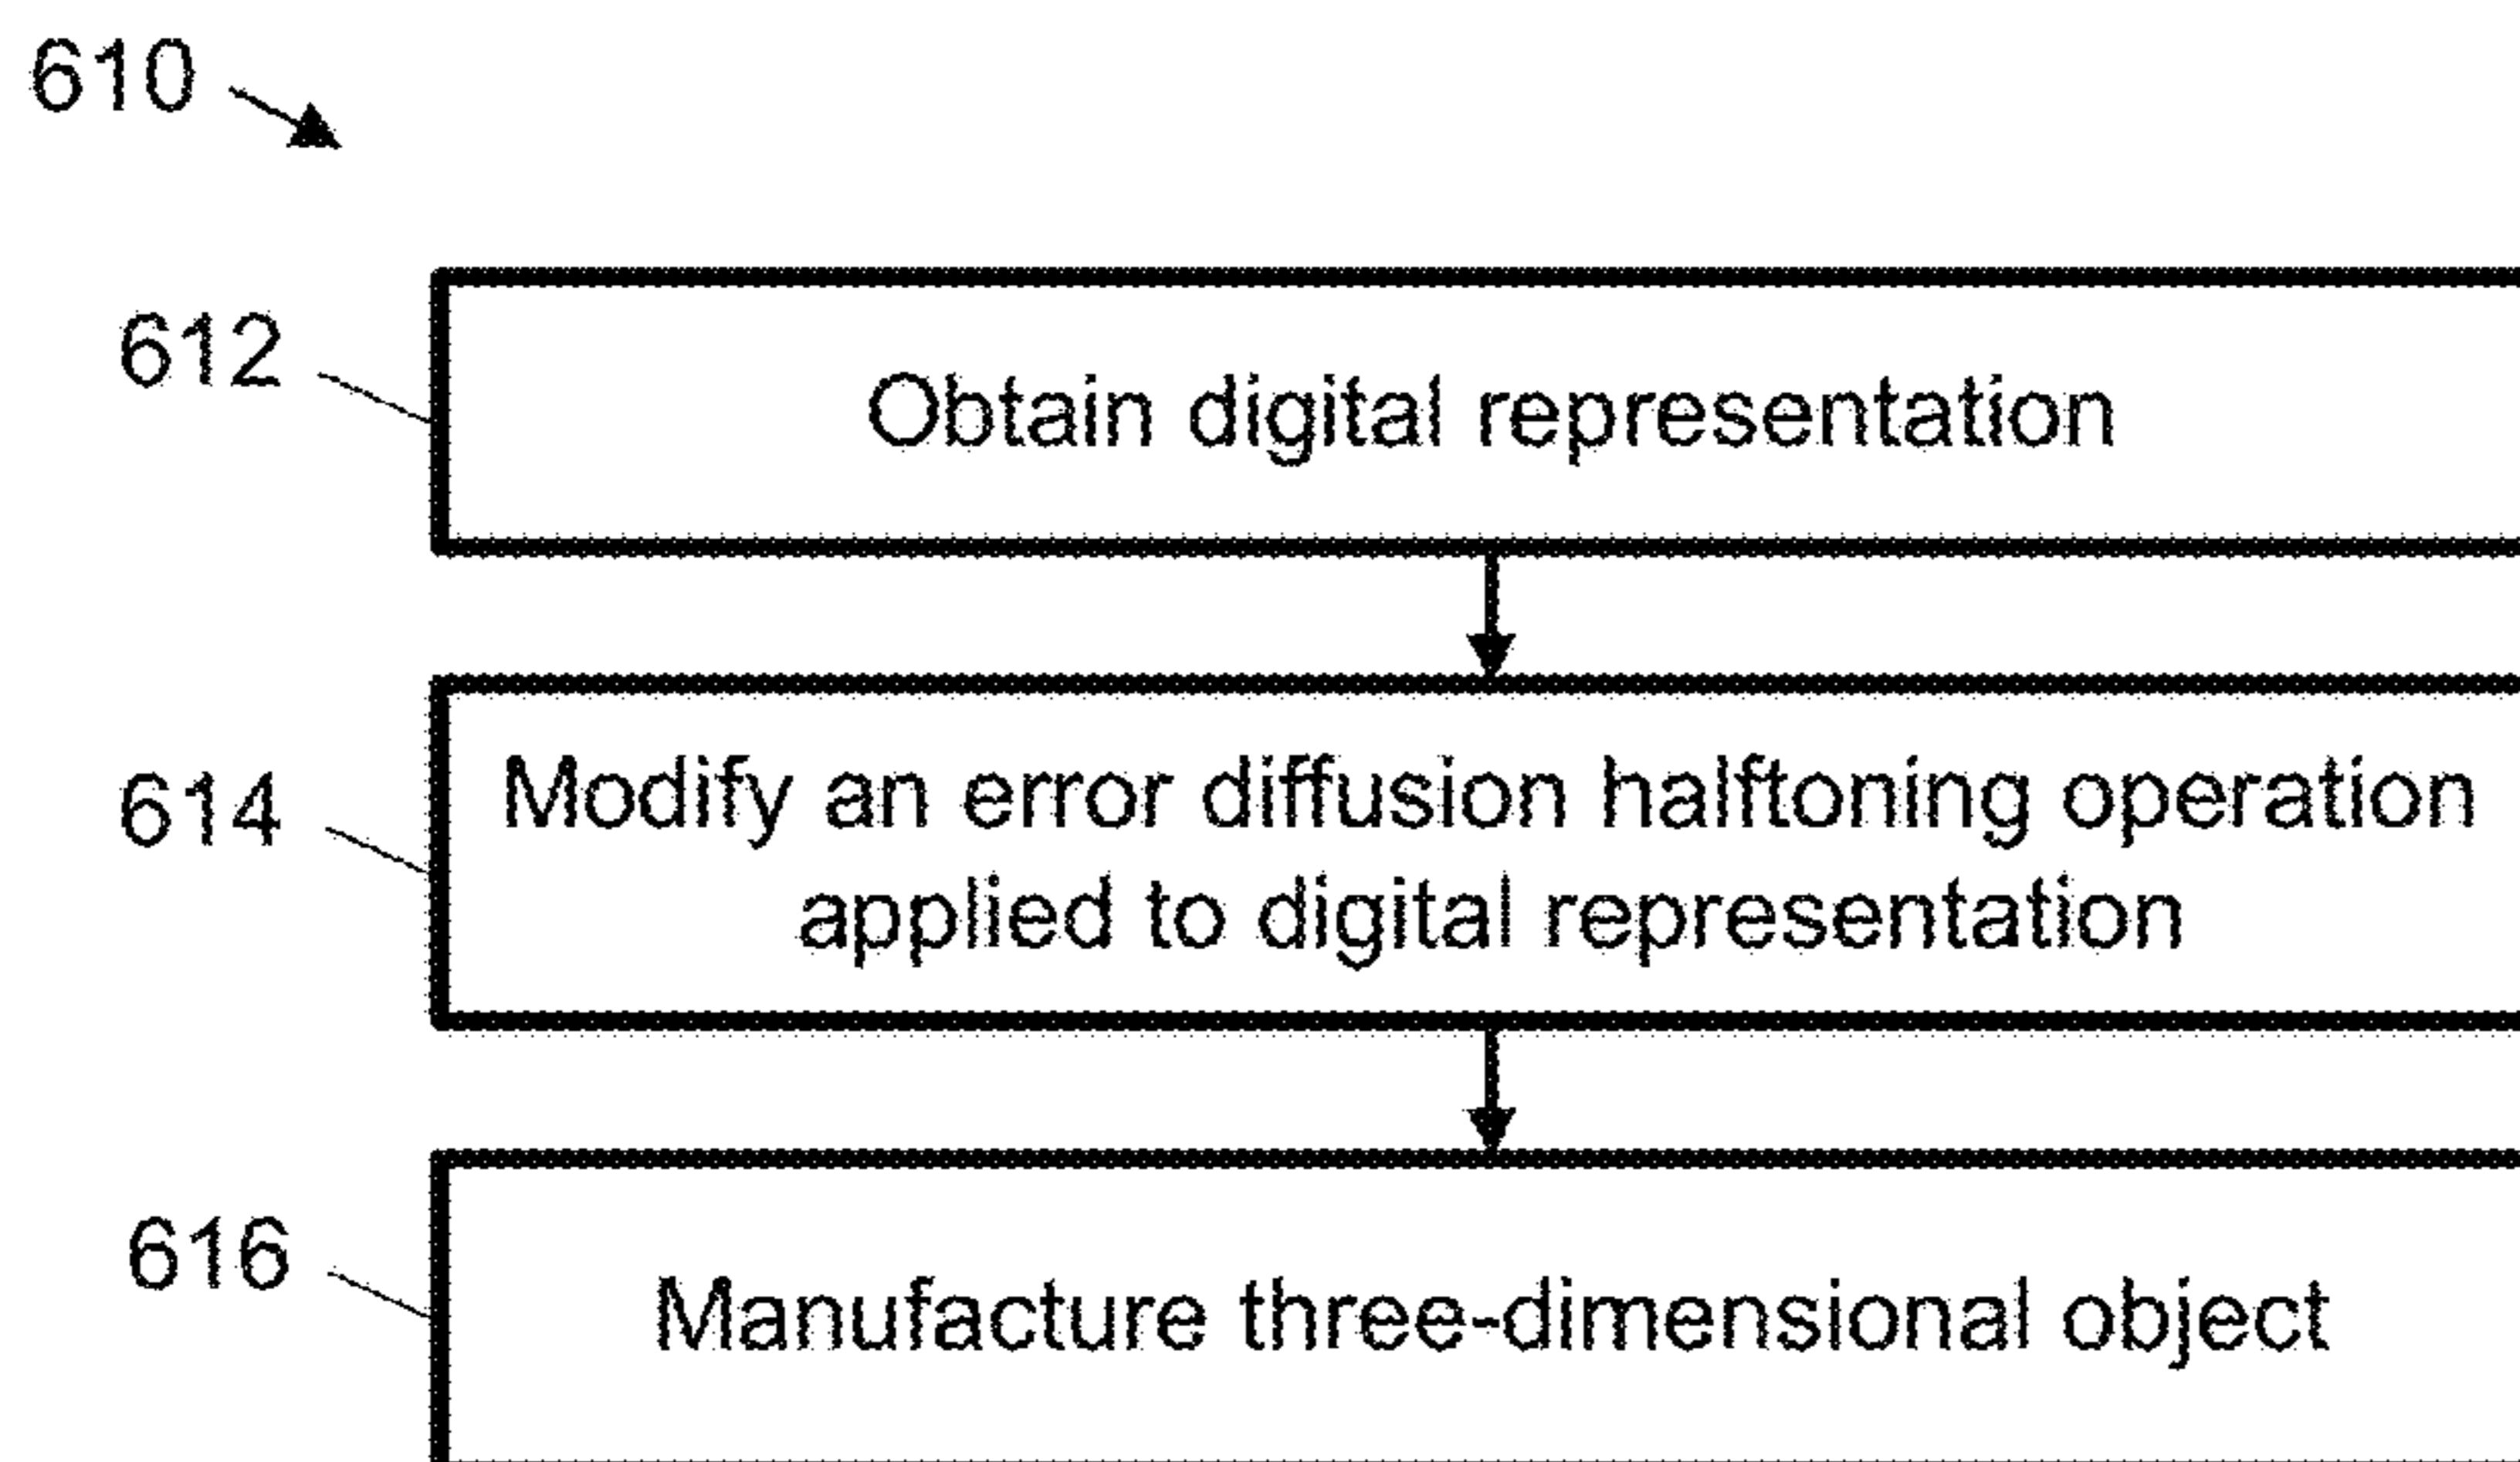 610
612
Obtain digital representation
614
Modify an error diffusion halftoning operation
applied to digital representation
616
Manufacture three-dimensional object